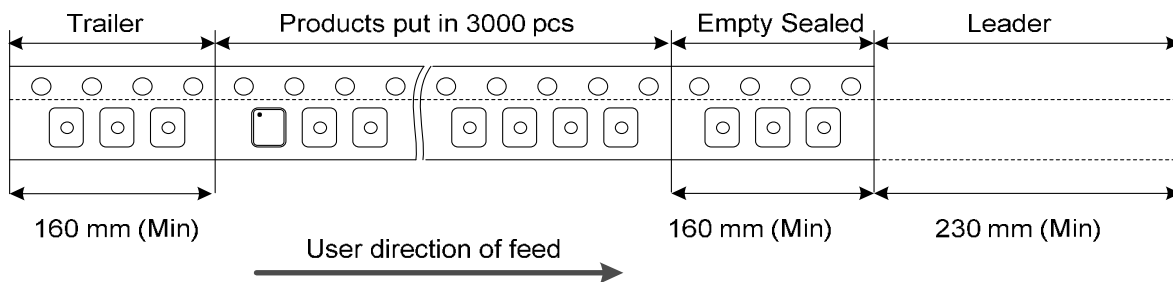 Trailer
Products put in 3000 pcs
Empty Sealed
Leader
160 mm (Min)
160 mm (Min)
230 mm (Min)
User direction of feed